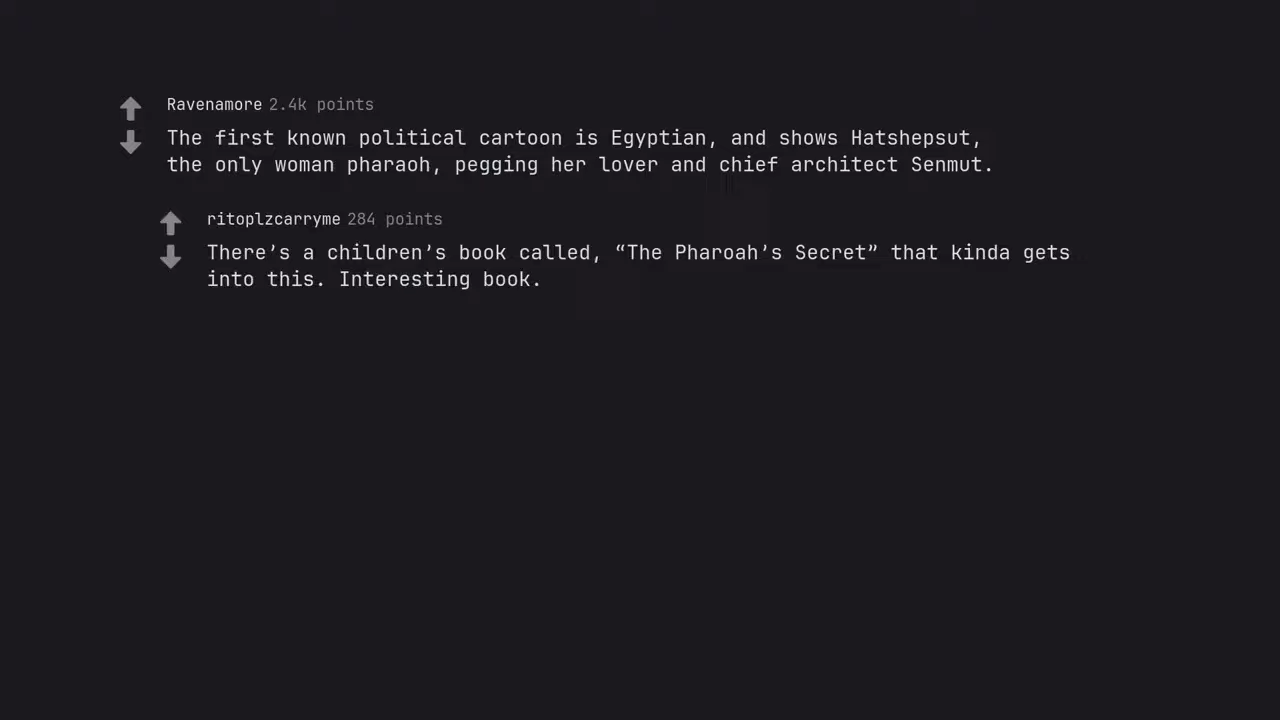 Ravenamore 2.4k points
The first known political cartoon is Egyptian, and shows Hatshepsut,
the only woman pharaoh, pegging her lover and chief architect Senmut.
ritoplzcarryme 284 points
There’s a children’s book called, “The Pharoah’s Secret” that kinda gets
into this. Interesting book.